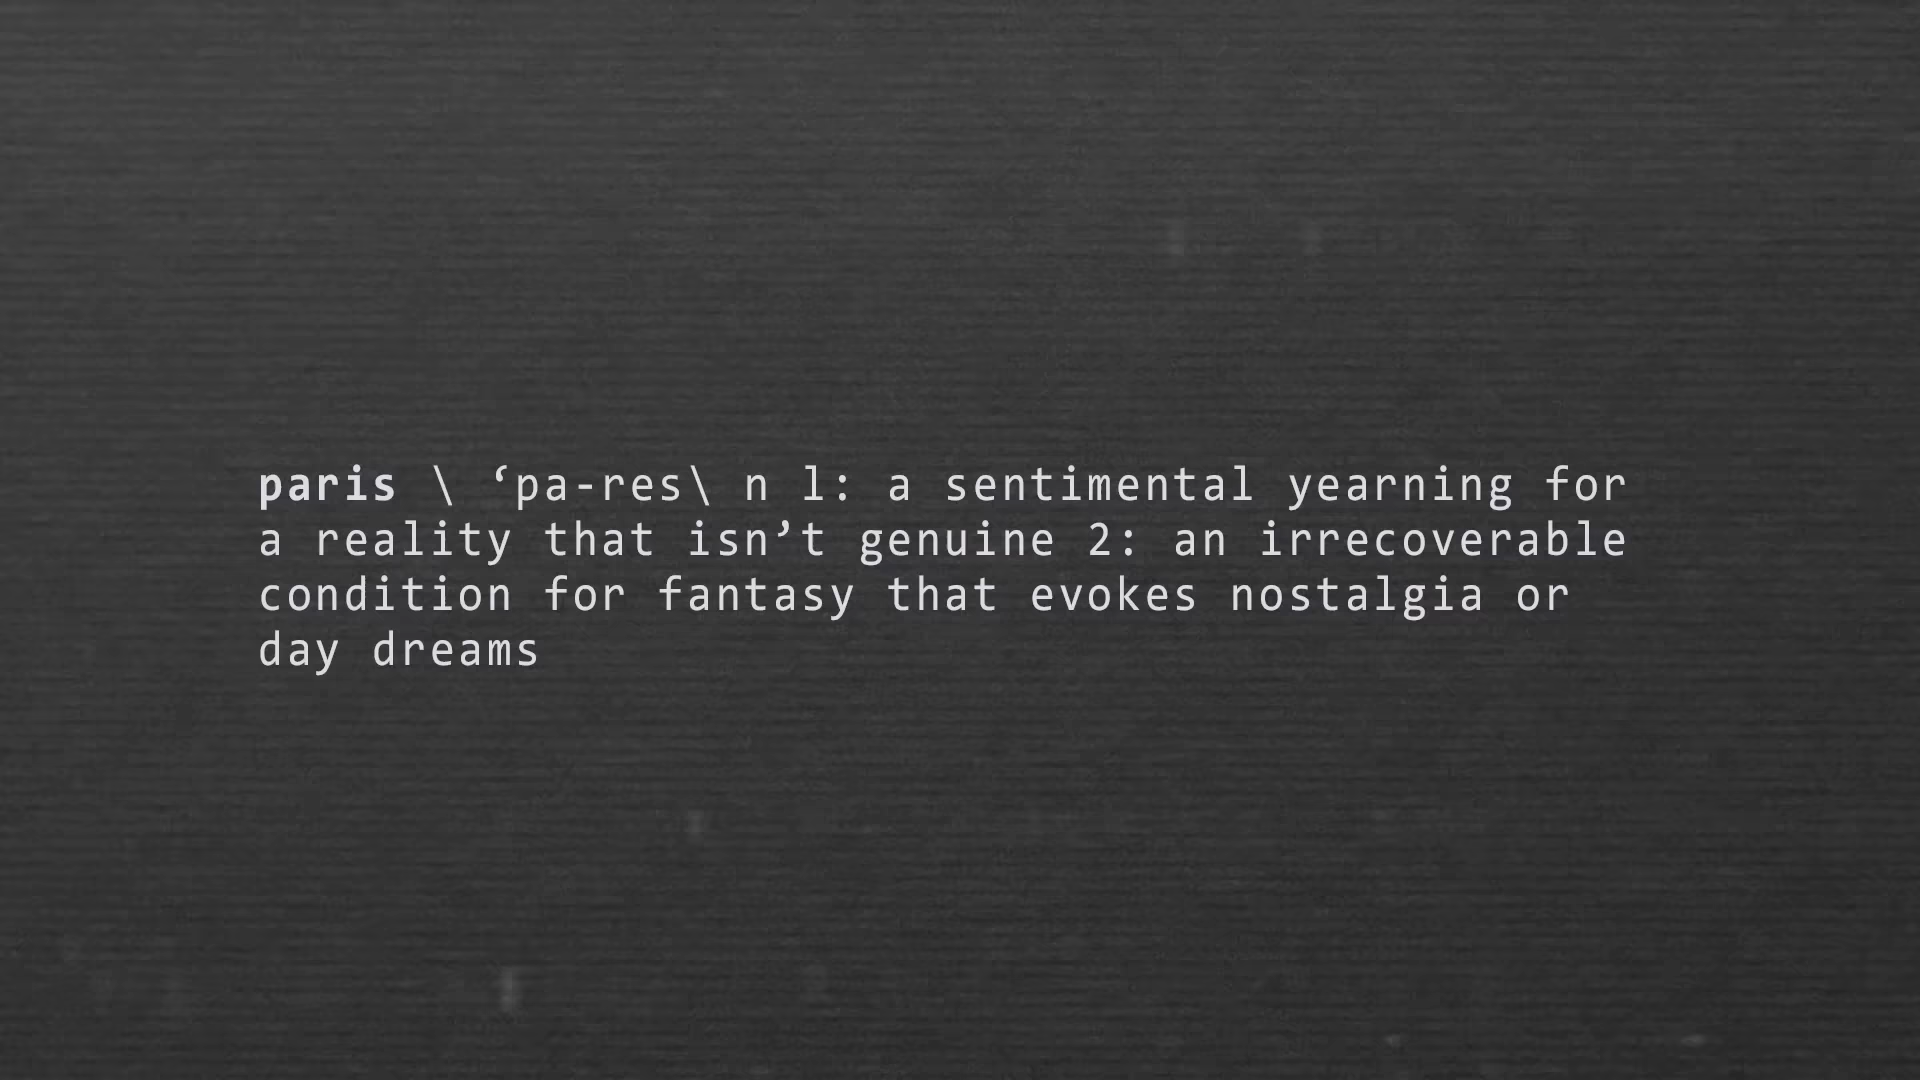 paris \ ‘pa-res\ n 1: a sentimental yearning for
a reality that isn’t genuine 2: an irrecoverable
condition for fantasy that evokes nostalgia or
day dreams